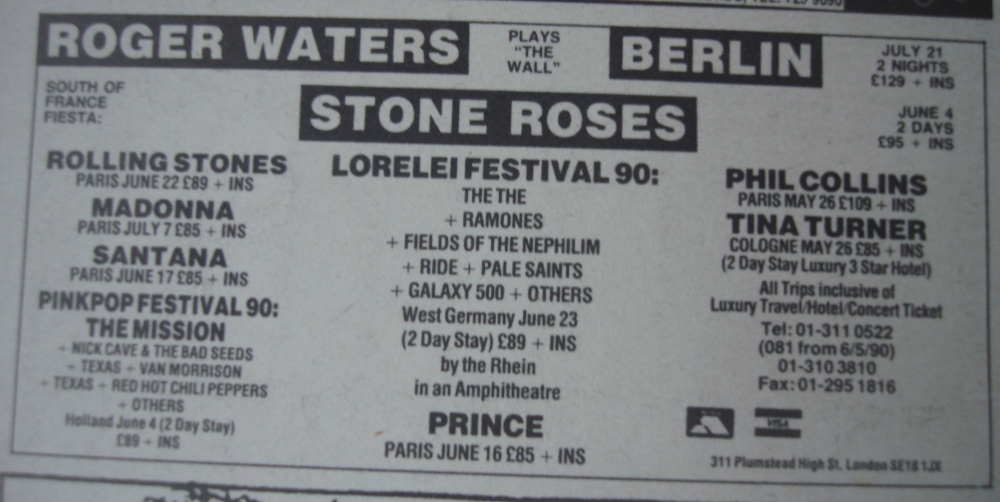 ROGER WATERS
PLAYS
"THE
WALL"
BERLIN
JULY 21
2 NIGHTS
£129 + INS
SOUTH OF
FRANCE
FIESTA:
STONE ROSES
JUNE 4
2 DAYS
£95 + INS
ROLLING STONES
PARIS JUNE 22 £89 + INS
MADONNA
PARIS JULY 7 £85 + INS
SANTANA
PARIS JUNE 17 £85 + INS
PINKPOP FESTIVAL 90:
THE MISSION
+ NICK CAVE & THE BAD SEEDS
+ TEXAS + VAN MORRISON
+ TEXAS + RED HOT CHILI PEPPERS
+ OTHERS
Holland June 4 (2 Day Stay)
£89 + INS
LORELEI FESTIVAL 90:
THE THE
+ RAMONES
+ FIELDS OF THE NEPHILIM
+ RIDE + PALE SAINTS
+ GALAXY 500 + OTHERS
West Germany June 23
(2 Day Stay) £89 + INS
by the Rhein
in an Amphitheatre
PRINCE
PARIS JUNE 16 £85 + INS
PHIL COLLINS
PARIS MAY 26 £109 + INS
TINA TURNER
COLOGNE MAY 26 £85 + INS
(2 Day Stay Luxury 3 Star Hotel)
All Trips inclusive of
Luxury Travel/Hotel/Concert Ticket
Tel: 01-311 0522
(081 from 6/5/90)
01-310 3810
Fax: 01-295 1816
VISA
311 Plumstead High St. London SE18 1JX